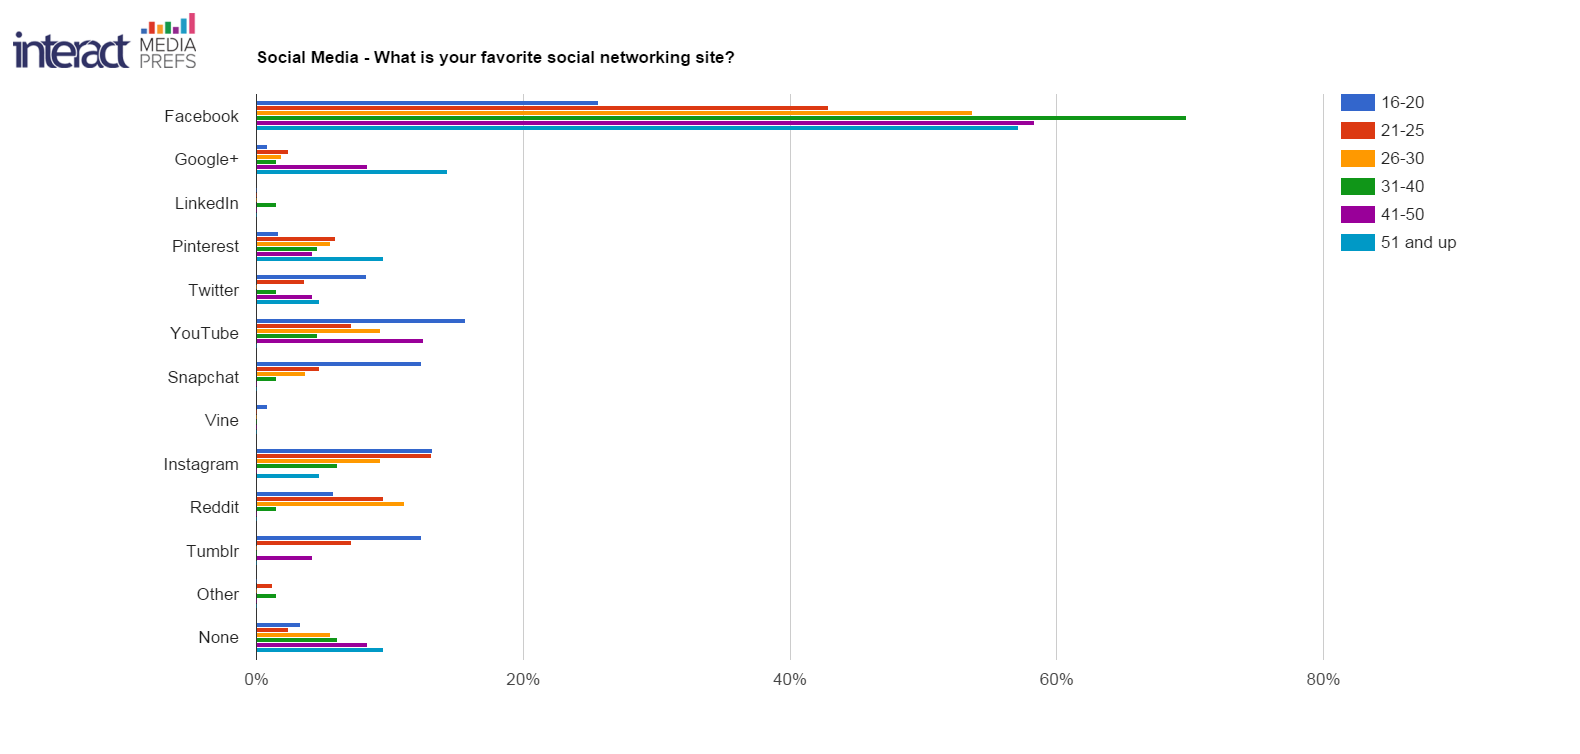 interact
MEDIA
PREFS
Social Media - What is your favorite social networking site?
Facebook
Google+
LinkedIn
Pinterest
Twitter
YouTube
Snapchat
Vine
Instagram
Reddit
Tumblr
Other
None
0% 20% 40% 60% 80%
16-20
21-25
26-30
31-40
41-50
51 and up